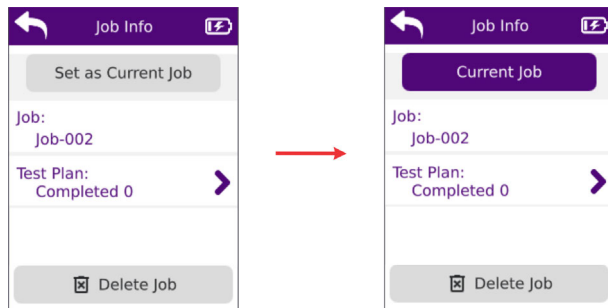 Job Info
Set as Current Job
Job:
Job-002
Test Plan:
Completed 0
Delete Job
Job Info
Current Job
Job:
Job-002
Test Plan:
Completed 0
Delete Job